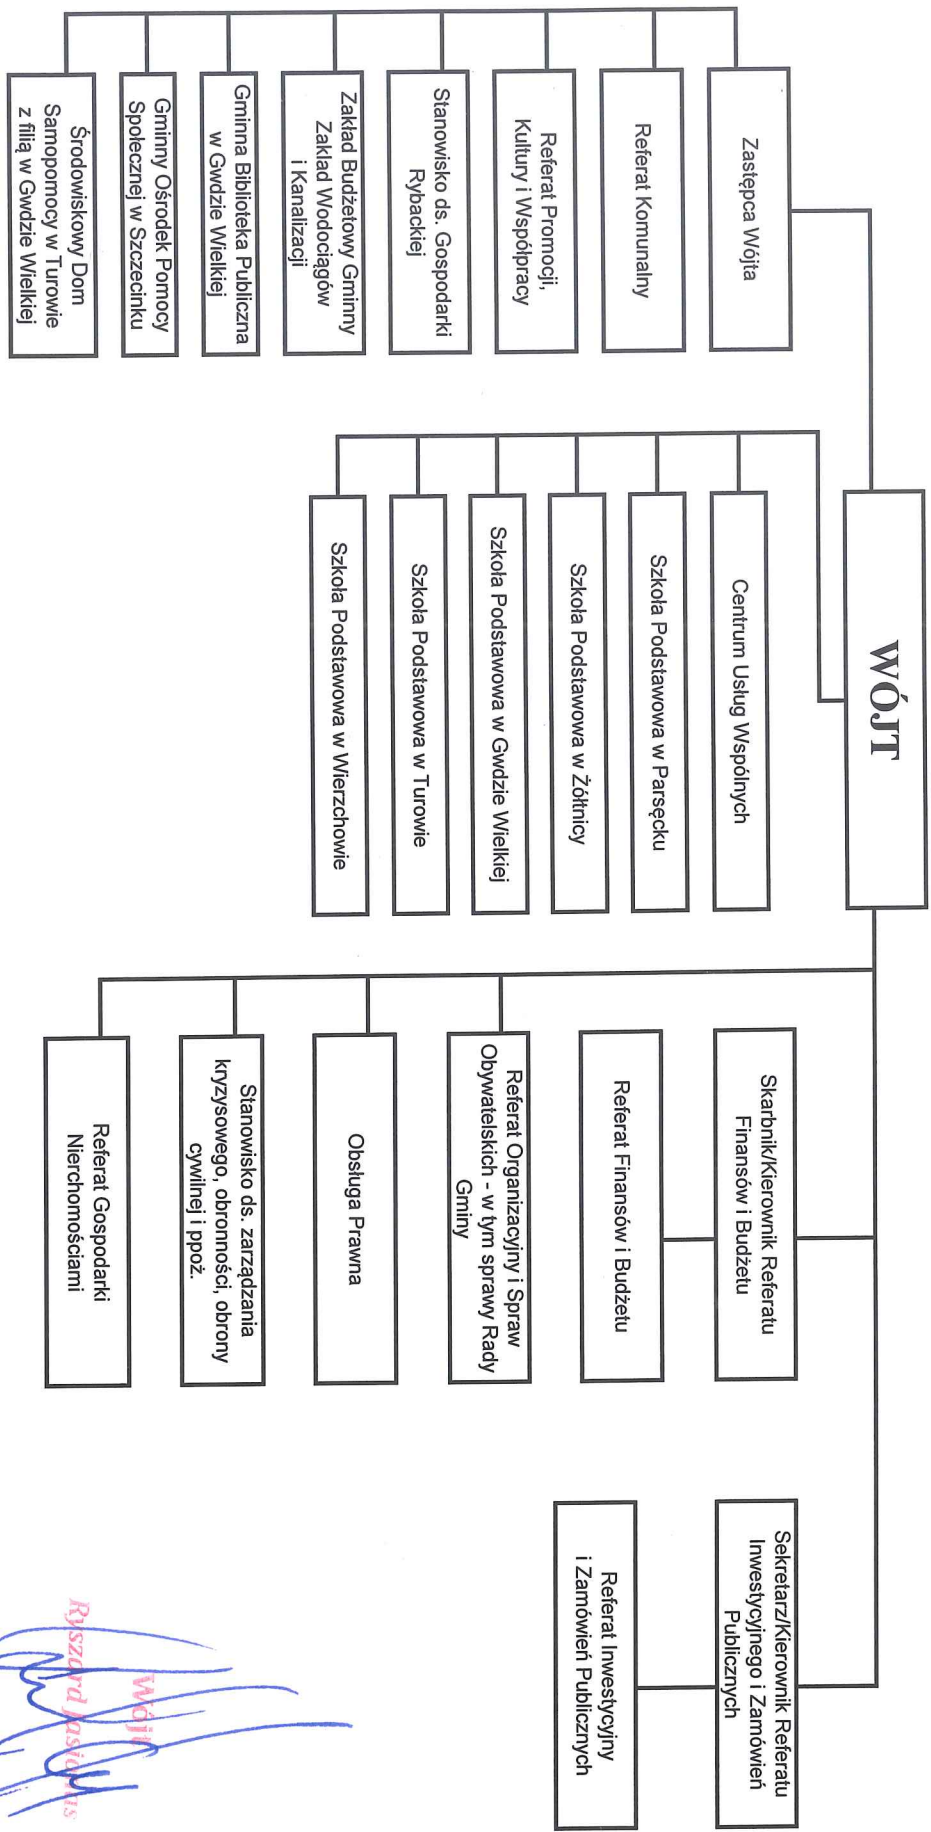 WÓJT
Zastępca Wójta
Referat Komunalny
Referat Promocji,
Kultury i Współpracy
Stanowisko ds. Gospodarki
Rybackiej
Zakład Budżetowy Gminny
Zaklad Wodociągów
i Kanalizacji
Gminna Biblioteka Publiczna
w Gwdzie Wielkiej
Gminny Ośrodek Pomocy
Społecznej w Szczecinku
Środowiskowy Dom
Samopomocy w Turowie
z filią w Gwdzie Wielkiej
Centrum Usług Wspólnych
Szkoła Podstawowa w Parsęcku
Szkoła Podstawowa w Żółtnicy
Szkoła Podstawowa w Gwdzie Wielkiej
Szkoła Podstawowa w Turowie
Szkoła Podstawowa w Wierzchowie
Skarbnik/Kierownik Referatu
Finansów i Budżetu
Referat Finansów i Budżetu
Referat Organizacyjny i Spraw
Obywatelskich - w tym sprawy Rady
Gminy
Obsługa Prawna
Stanowisko ds. zarządzania
kryzysowego, obronności, obrony
cywilnej i ppoż.
Referat Gospodarki
Nierchomościami
Sekretarz/Kierownik Referatu
Inwestycyjnego i Zamówień
Publicznych
Referat Inwestycyjny
i Zamówień Publicznych
Wójt
Ryszard